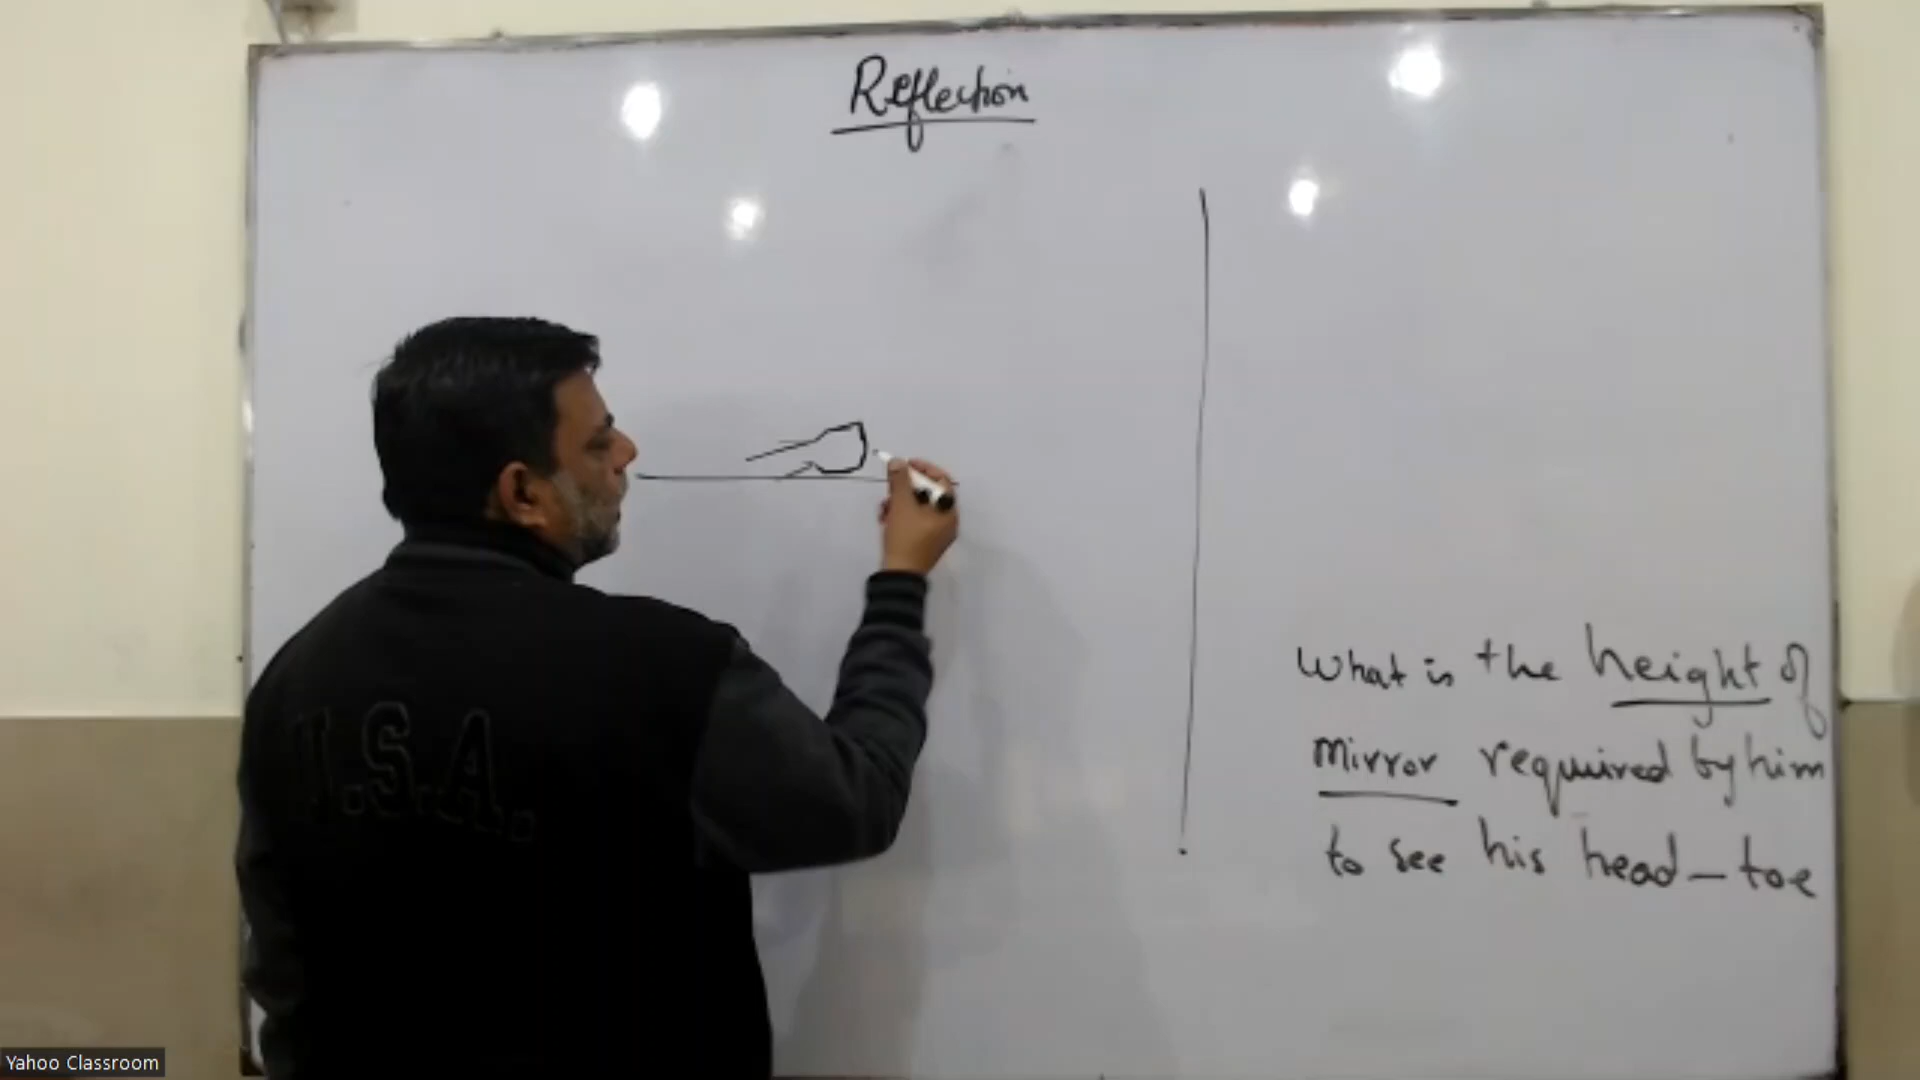 Reflection
What is the height of
mirror required by him
to see his head - toe
U.S.A.
Yahoo Classroom